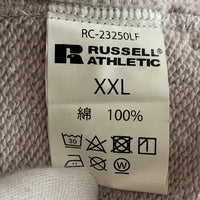 RC-23250LF
RUSSELL
ATHLETIC
XXL
綿 100%
30